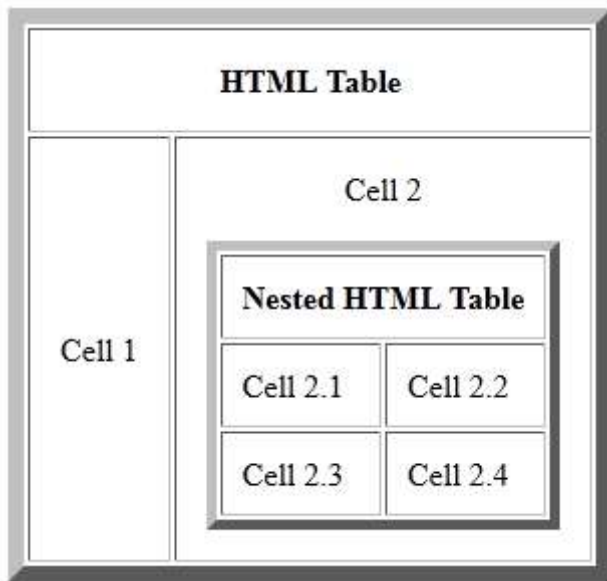 HTML Table
Cell 2
Cell 1
Nested HTML Table
Cell 2.1 Cell 2.2
Cell 2.3 Cell 2.4